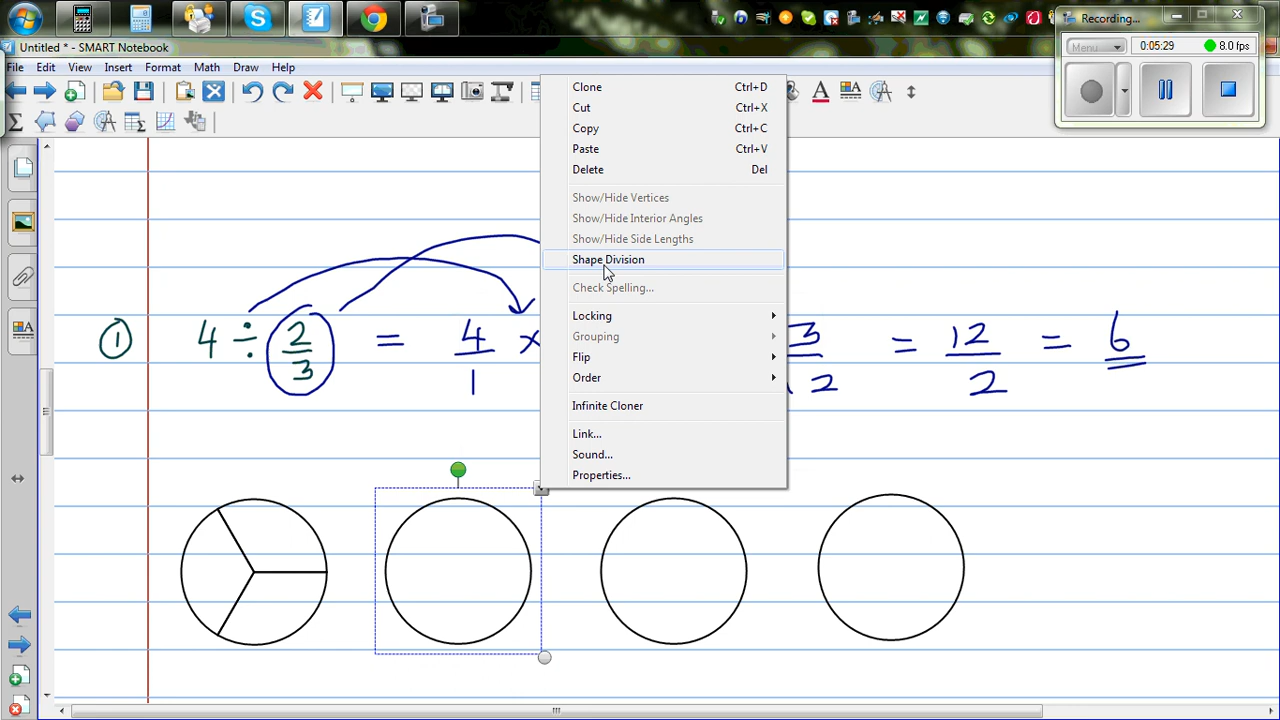 Recording...
Untitled * - SMART Notebook
Menu
0:05:29
8.0 fps
File Edit View Insert Format Math Draw Help
Clone Ctrl+D
Cut Ctrl+X
Copy Ctrl+C
Paste Ctrl+V
Delete Del
Show/Hide Vertices
Show/Hide Interior Angles
Show/Hide Side Lengths
Shape Division
Check Spelling...
Locking
Grouping
Flip
Order
Infinite Cloner
Link...
Sound...
Properties...
① 4 ÷ 2/3 = 4/1 × 3/2 = 12/2 = 6